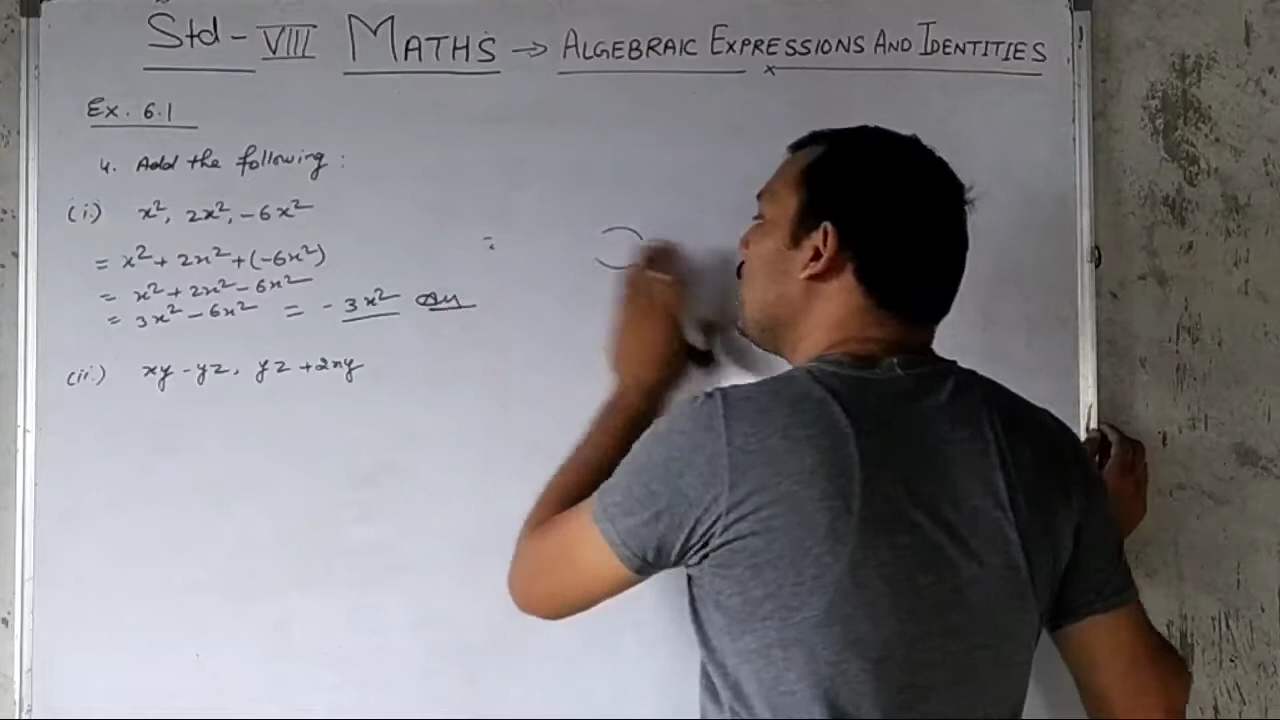 Std - VIII MATHS → ALGEBRAIC EXPRESSIONS AND IDENTITIES
Ex. 6.1
4. Add the following :
(i.) x², 2x², -6x²
= x² + 2x² + (-6x²)
= x² + 2x² - 6x²
= 3x² - 6x² = - 3x² Ans
(ii.) xy - yz, yz + 2xy